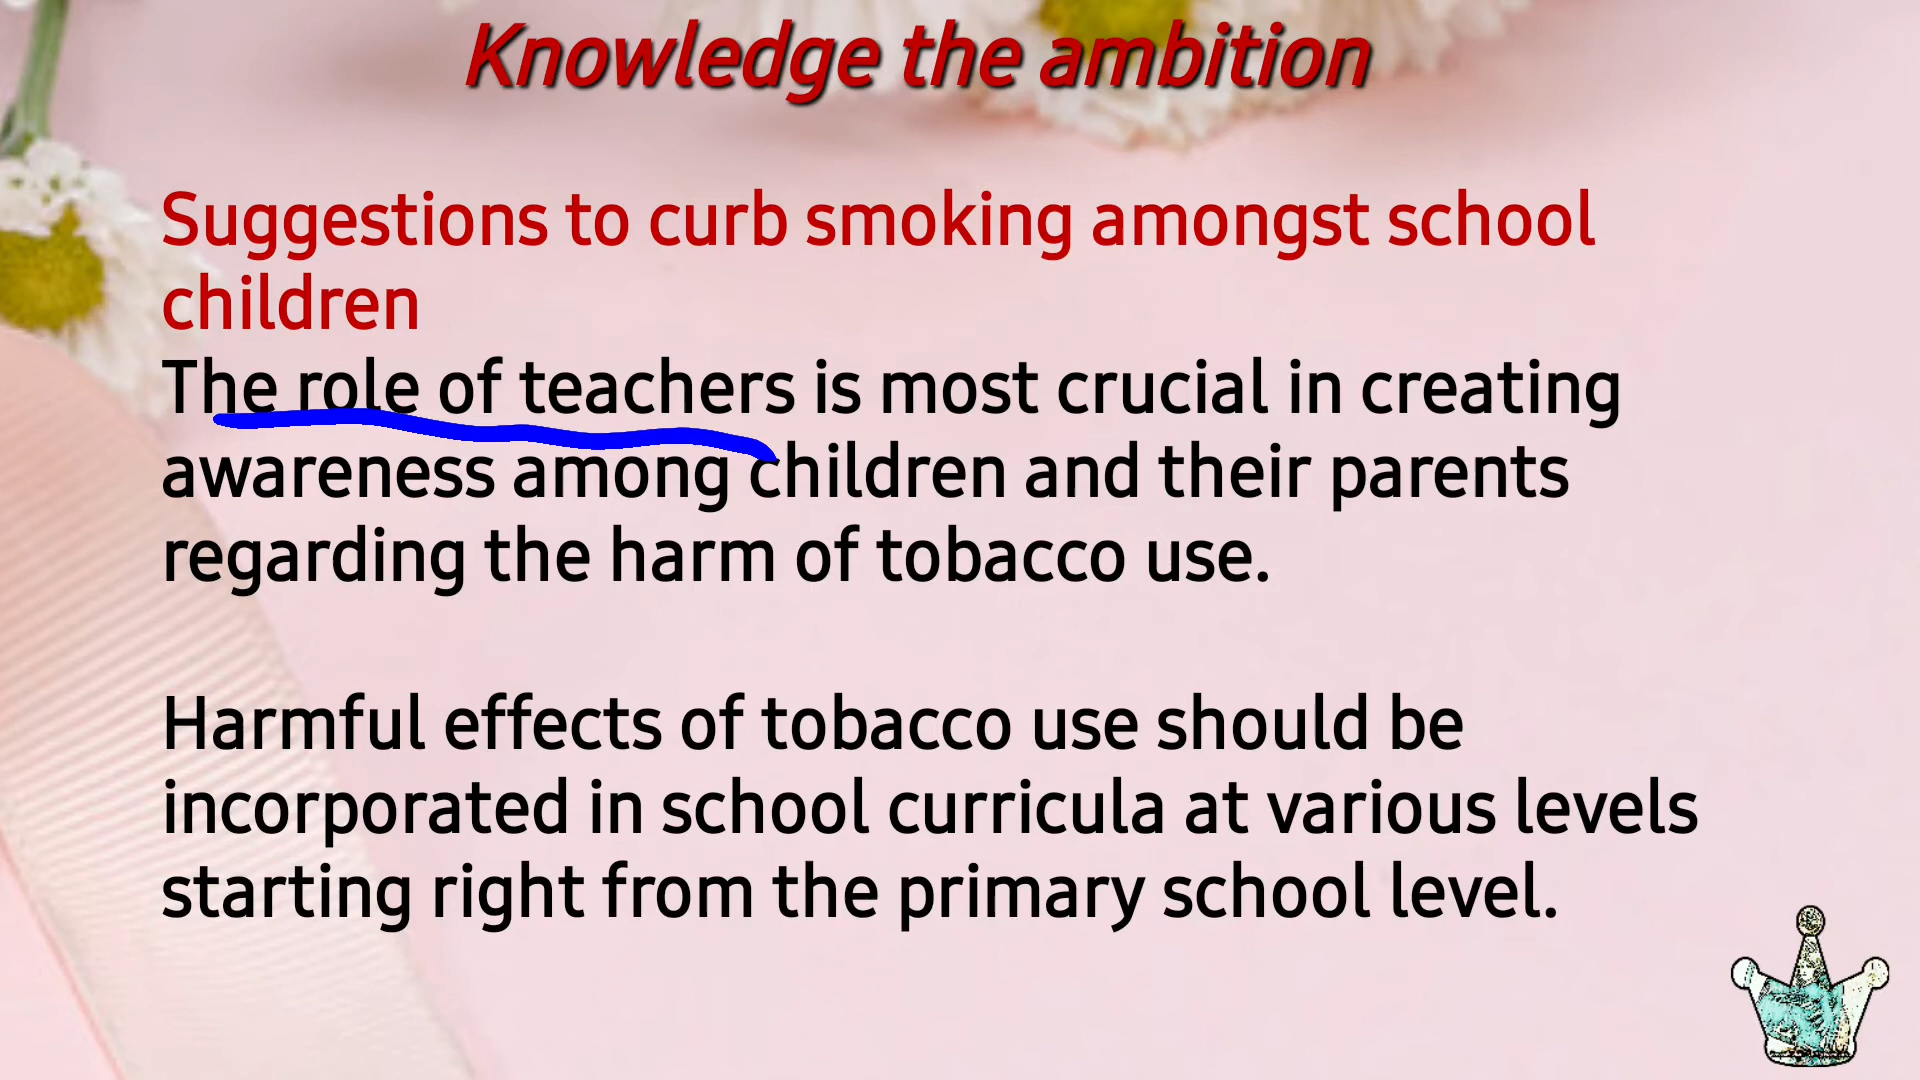 Knowledge the ambition
Suggestions to curb smoking amongst school
children
The role of teachers is most crucial in creating
awareness among children and their parents
regarding the harm of tobacco use.
Harmful effects of tobacco use should be
incorporated in school curricula at various levels
starting right from the primary school level.